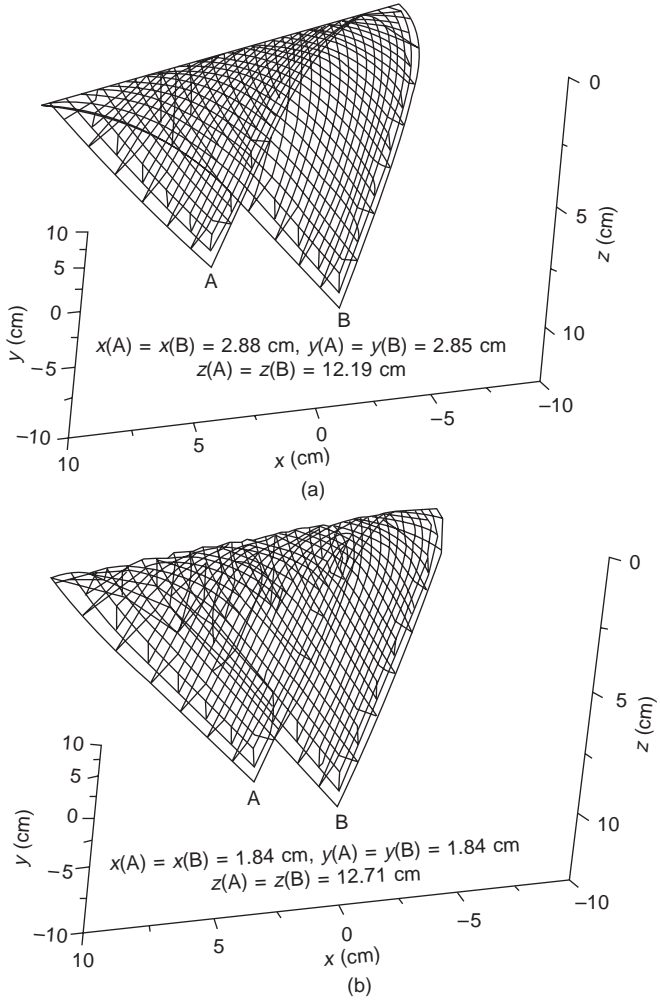 0
10
5
A
5
z (cm)
0
B
y (cm)
x(A) = x(B) = 2.88 cm, y(A) = y(B) = 2.85 cm
10
−5
z(A) = z(B) = 12.19 cm
−10
−5
−10
5
0
10
x (cm)
(a)
0
5
z (cm)
10
5
A
0
B
10
y (cm)
x(A) = x(B) = 1.84 cm, y(A) = y(B) = 1.84 cm
−5
z(A) = z(B) = 12.71 cm
−10
−5
−10
5
0
10
x (cm)
(b)